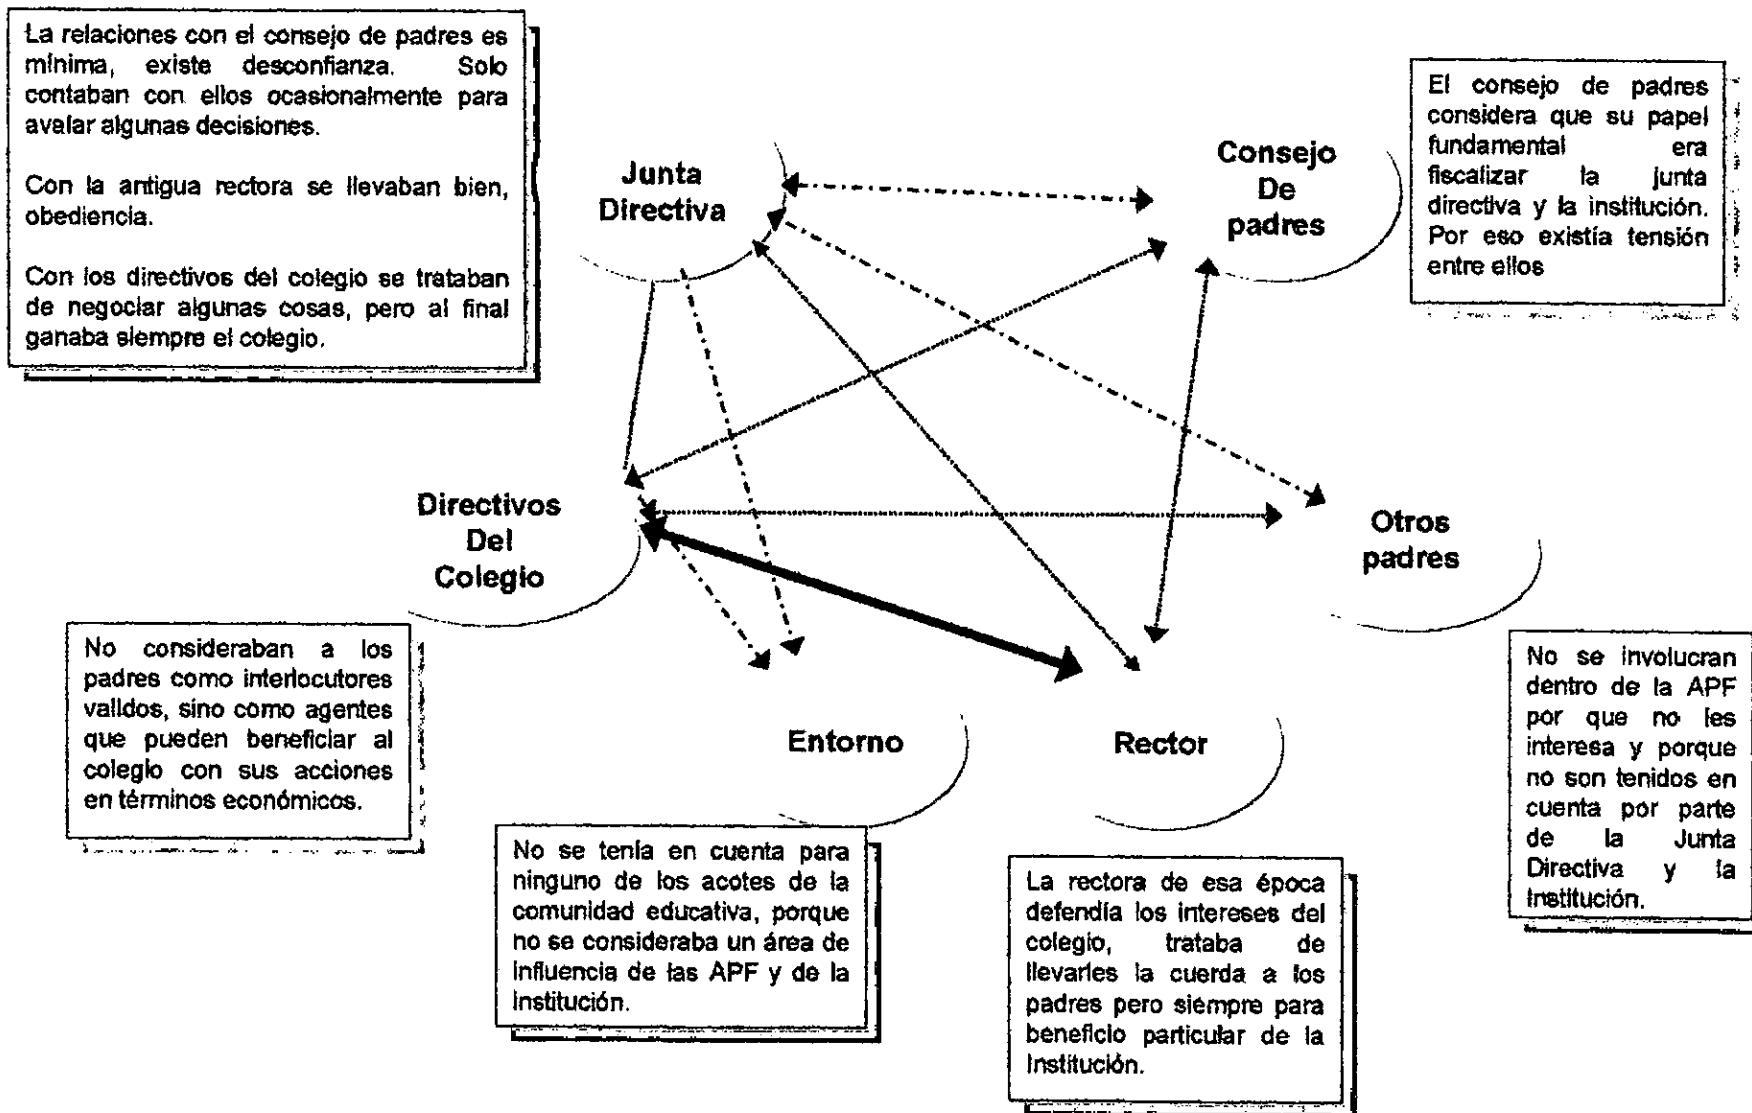 La relaciones con el consejo de padres es
mínima, existe desconfianza. Solo
contaban con ellos ocasionalmente para
avalar algunas decisiones.
Con la antigua rectora se llevaban bien,
obediencia.
Con los directivos del colegio se trataban
de negociar algunas cosas, pero al final
ganaba siempre el colegio.
Junta
Directiva
Consejo
De
padres
El consejo de padres
considera que su papel
fundamental era
fiscalizar la junta
directiva y la institución.
Por eso existía tensión
entre ellos
Directivos
Del
Colegio
Otros
padres
No consideraban a los
padres como interlocutores
validos, sino como agentes
que pueden beneficiar al
colegio con sus acciones
en términos económicos.
Entorno
Rector
No se involucran
dentro de la APF
por que no les
interesa y porque
no son tenidos en
cuenta por parte
de la Junta
Directiva y la
Institución.
No se tenía en cuenta para
ninguno de los acotes de la
comunidad educativa, porque
no se consideraba un área de
influencia de las APF y de la
Institución.
La rectora de esa época
defendía los intereses del
colegio, trataba de
llevarles la cuerda a los
padres pero siempre para
beneficio particular de la
Institución.